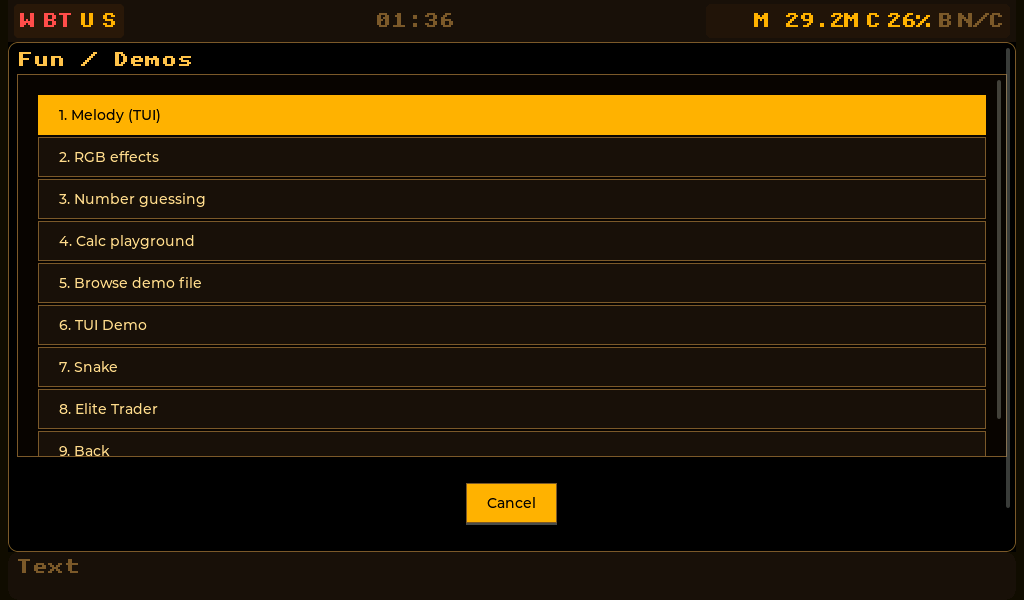 W BT U S 01:36 M 29.2M C 26% B N/C
Fun / Demos
1. Melody (TUI)
2. RGB effects
3. Number guessing
4. Calc playground
5. Browse demo file
6. TUI Demo
7. Snake
8. Elite Trader
9. Back
Cancel
Text